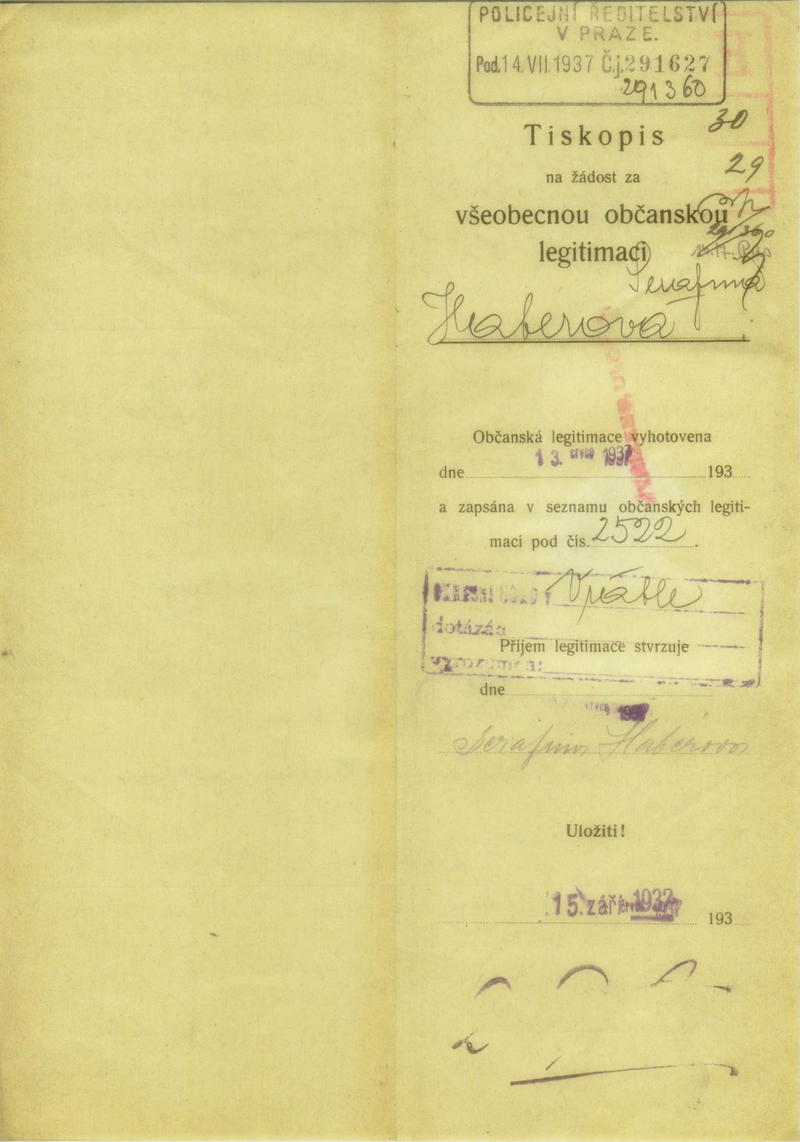 POLICEJNÍ ŘEDITELSTVÍ
V PRAZE.
Pod. 14.VII.1937 Č.j. 291627
291360
30
Tiskopis
29
na žádost za
všeobecnou občanskou
legitimaci
Serafina
Haberová
Občanská legitimace vyhotovena
13. 1937
dne 193
a zapsána v seznamu občanských legiti-
maci pod čís. 2522.
dotázán
Příjem legitimace stvrzuje
dne
1937
Serafina Haberová
Uložiti!
15. září 1937
193